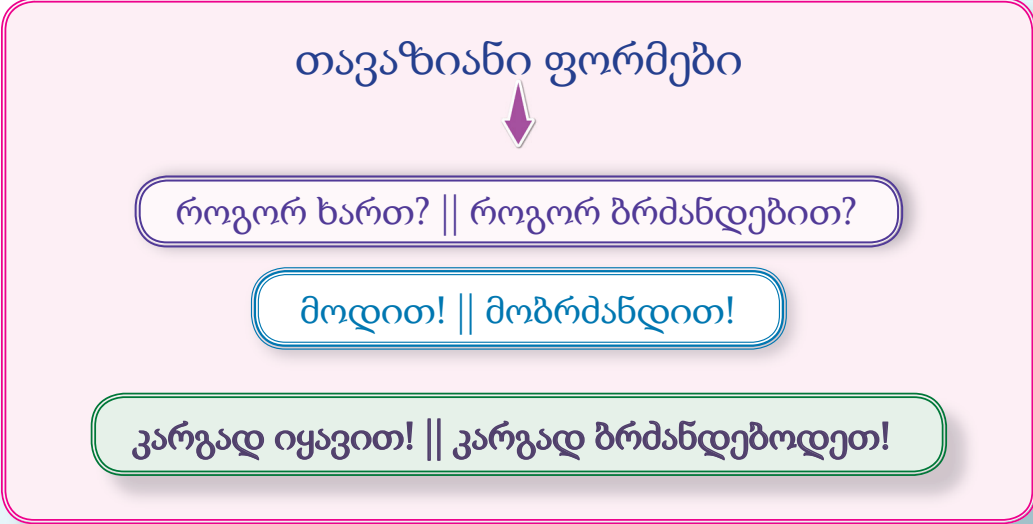 თავაზიანი ფორმები
როგორ ხართ? || როგორ ბრძანდებით?
მოდით! || მობრძანდით!
კარგად იყავით! || კარგად ბრძანდებოდეთ!